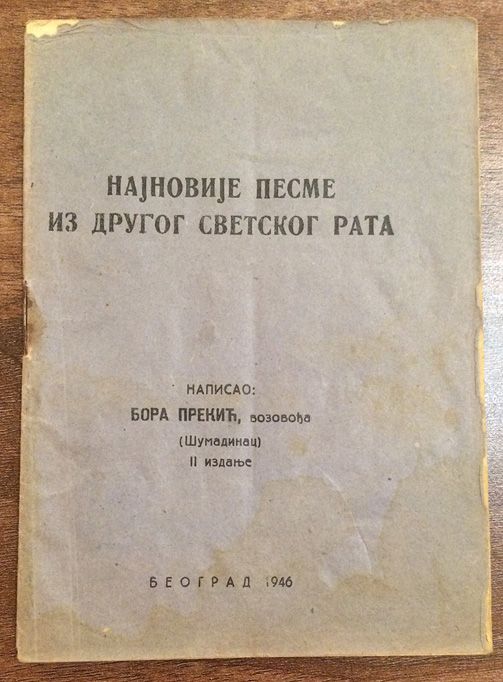 НАЈНОВИЈЕ ПЕСМЕ
ИЗ ДРУГОГ СВЕТСКОГ РАТА
НАПИСАО:
БОРА ПРЕКИЋ, возовођа
(Шумадинац)
II издање
БЕОГРАД 1946